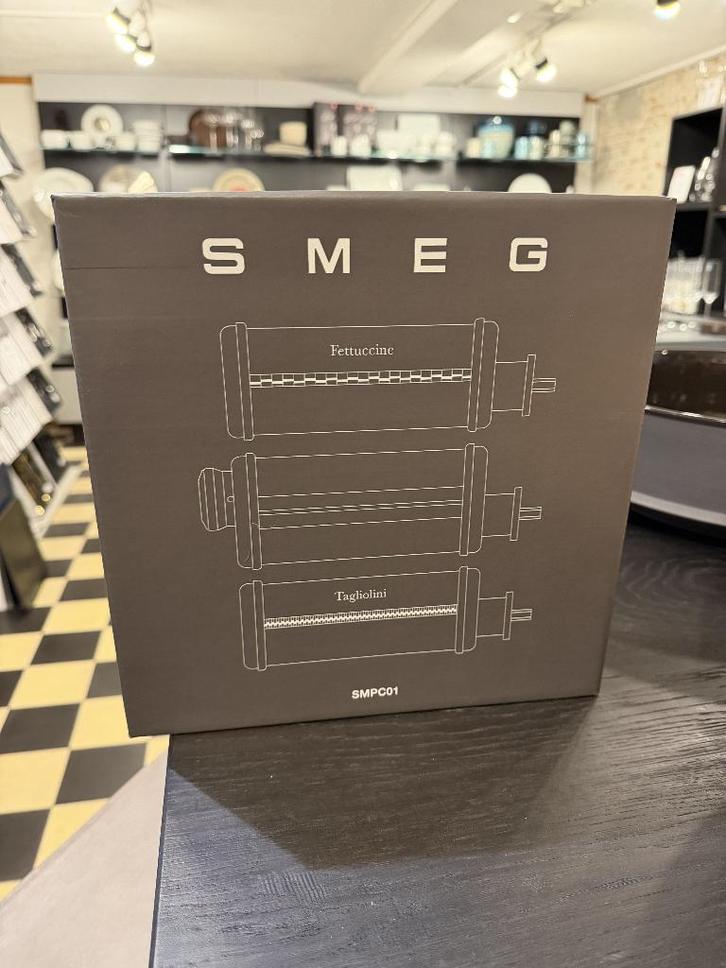 SMEG
Fettuccine
Tagliolini
SMPC01